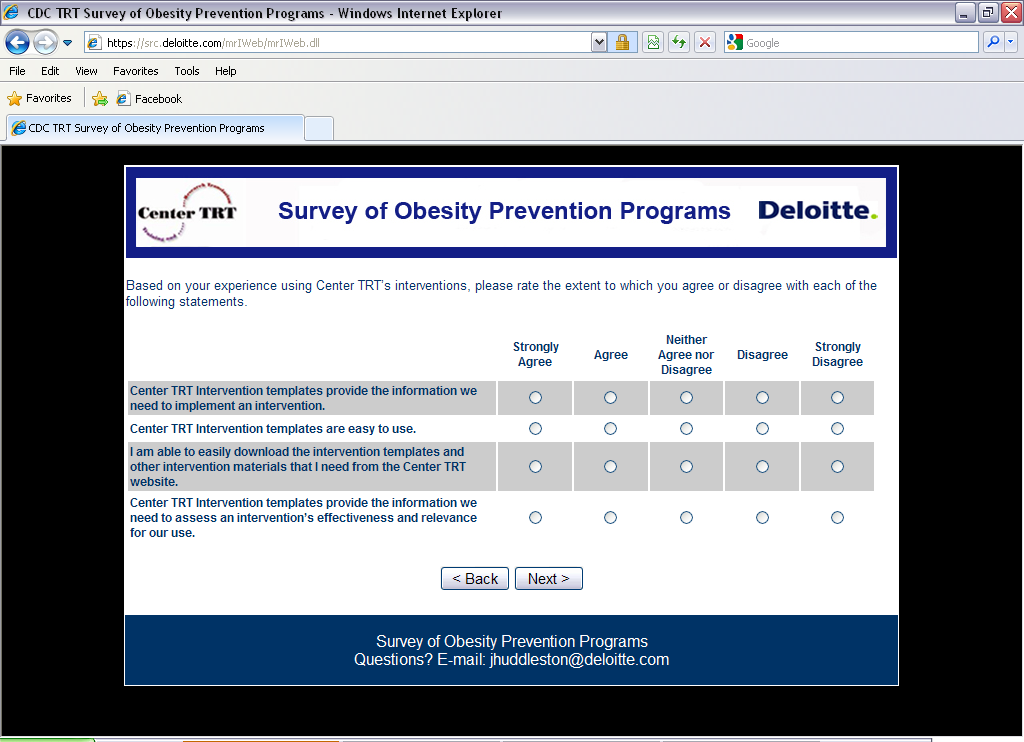 CDC TRT Survey of Obesity Prevention Programs - Windows Internet Explorer
https://src.deloitte.com/mrIWeb/mrIWeb.dll
Google
File Edit View Favorites Tools Help
Favorites Facebook
CDC TRT Survey of Obesity Prevention Programs
Research Translation
Center TRT
Training and
Survey of Obesity Prevention Programs
Deloitte.
Based on your experience using Center TRT's interventions, please rate the extent to which you agree or disagree with each of the
following statements.
Strongly Agree
Agree
Neither Agree nor Disagree
Disagree
Strongly Disagree
Center TRT Intervention templates provide the information we
need to implement an intervention.
Center TRT Intervention templates are easy to use.
I am able to easily download the intervention templates and
other intervention materials that I need from the Center TRT
website.
Center TRT Intervention templates provide the information we
need to assess an intervention's effectiveness and relevance
for our use.
< Back Next >
Survey of Obesity Prevention Programs
Questions? E-mail: jhuddleston@deloitte.com